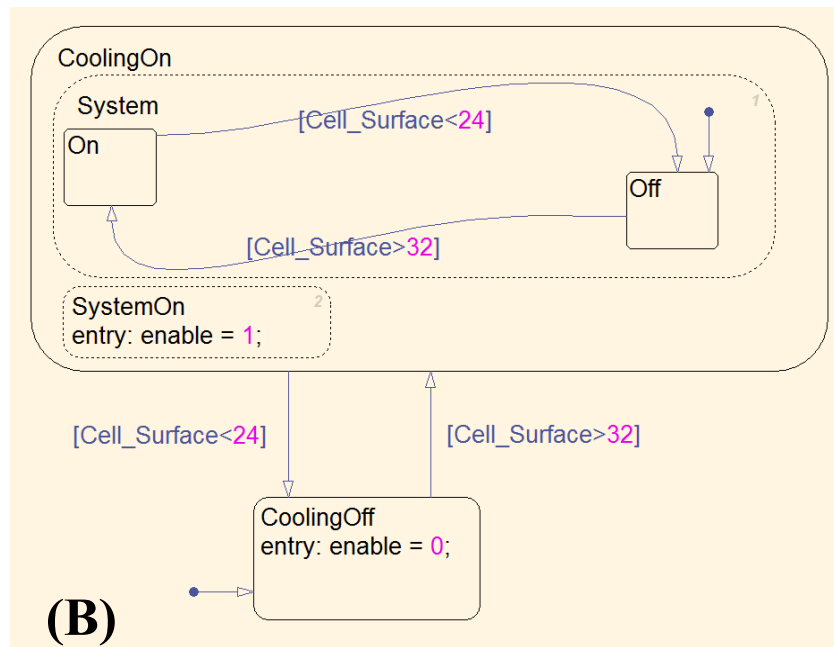 CoolingOn
System
1
[Cell_Surface<24]
On
Off
[Cell_Surface>32]
SystemOn
2
entry: enable = 1;
[Cell_Surface<24]
[Cell_Surface>32]
CoolingOff
entry: enable = 0;
(B)